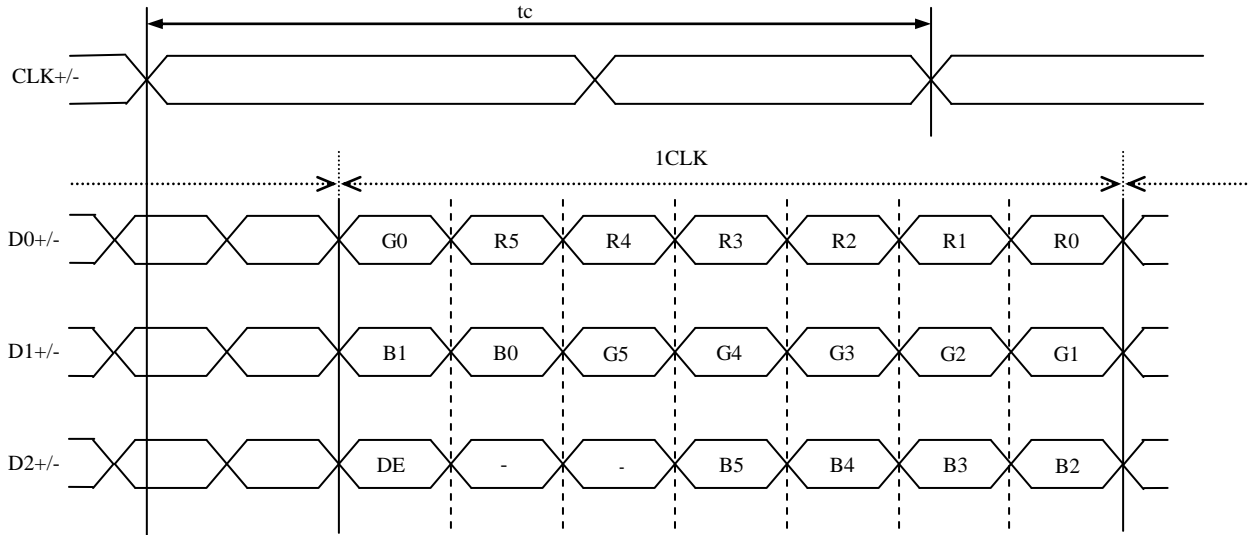 tc
CLK+/-
1CLK
D0+/- G0 R5 R4 R3 R2 R1 R0
D1+/- B1 B0 G5 G4 G3 G2 G1
D2+/- DE - - B5 B4 B3 B2